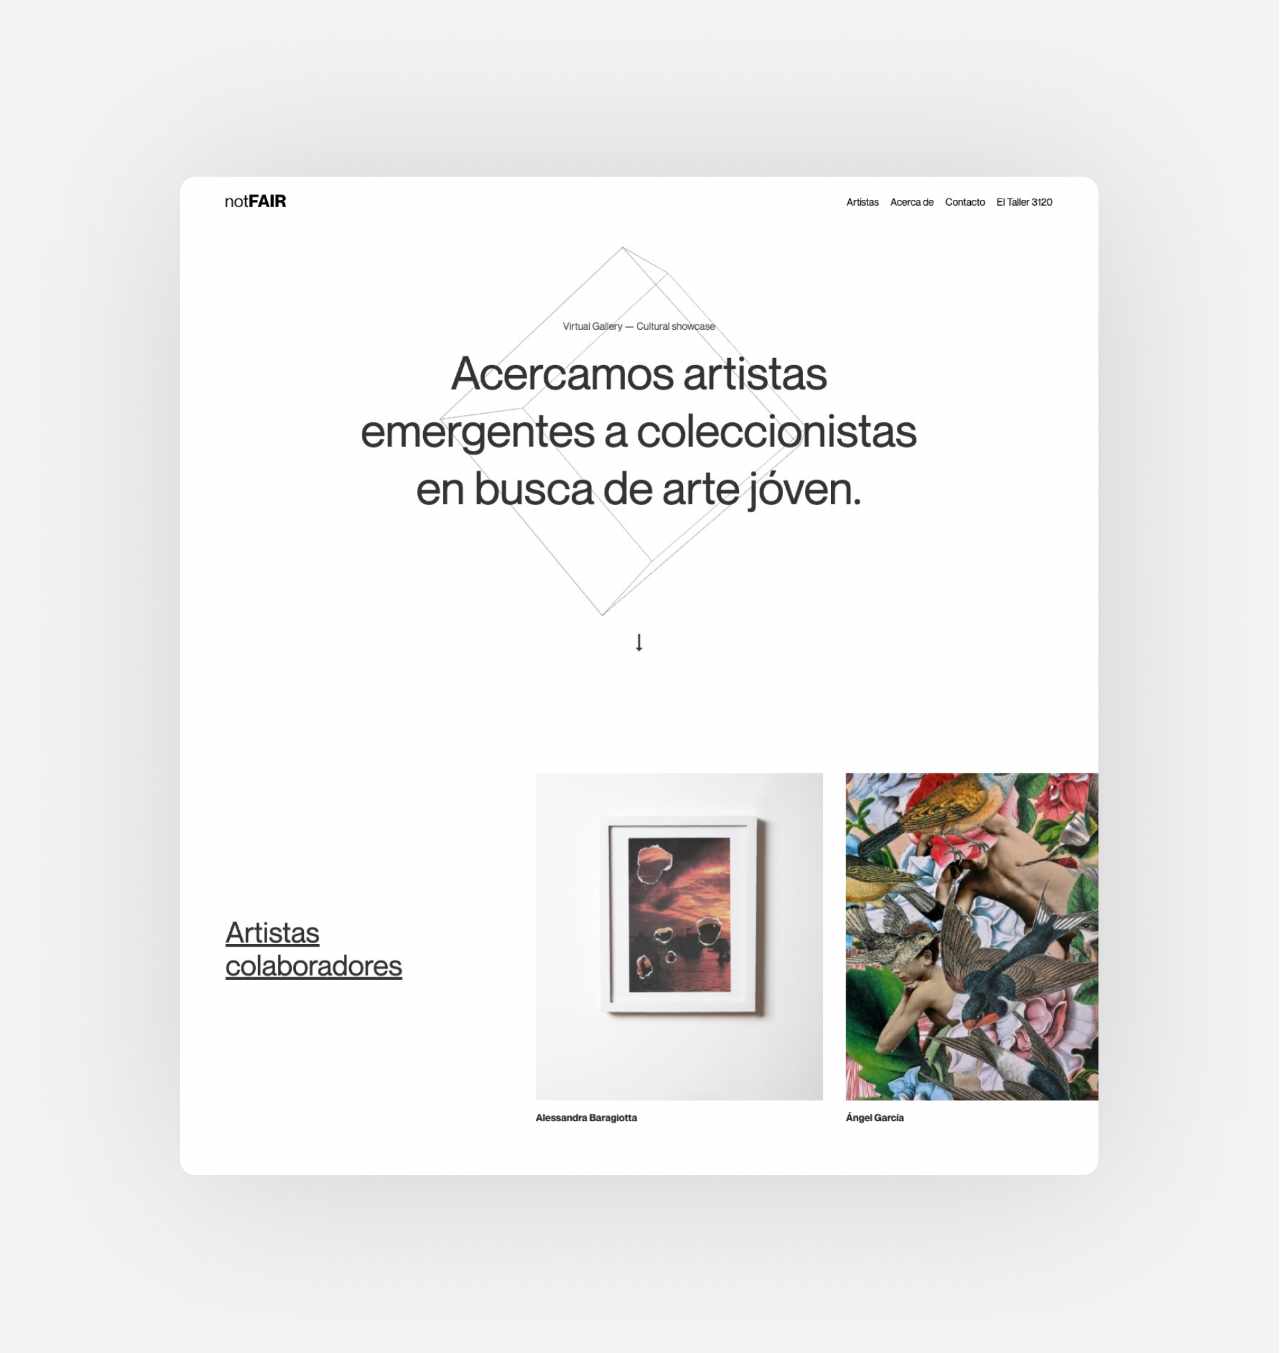 notFAIR
Artistas Acerca de Contacto El Taller 3120
Virtual Gallery — Cultural showcase
Acercamos artistas
emergentes a coleccionistas
en busca de arte jóven.
Artistas
colaboradores
Alessandra Baragiotta
Ángel García